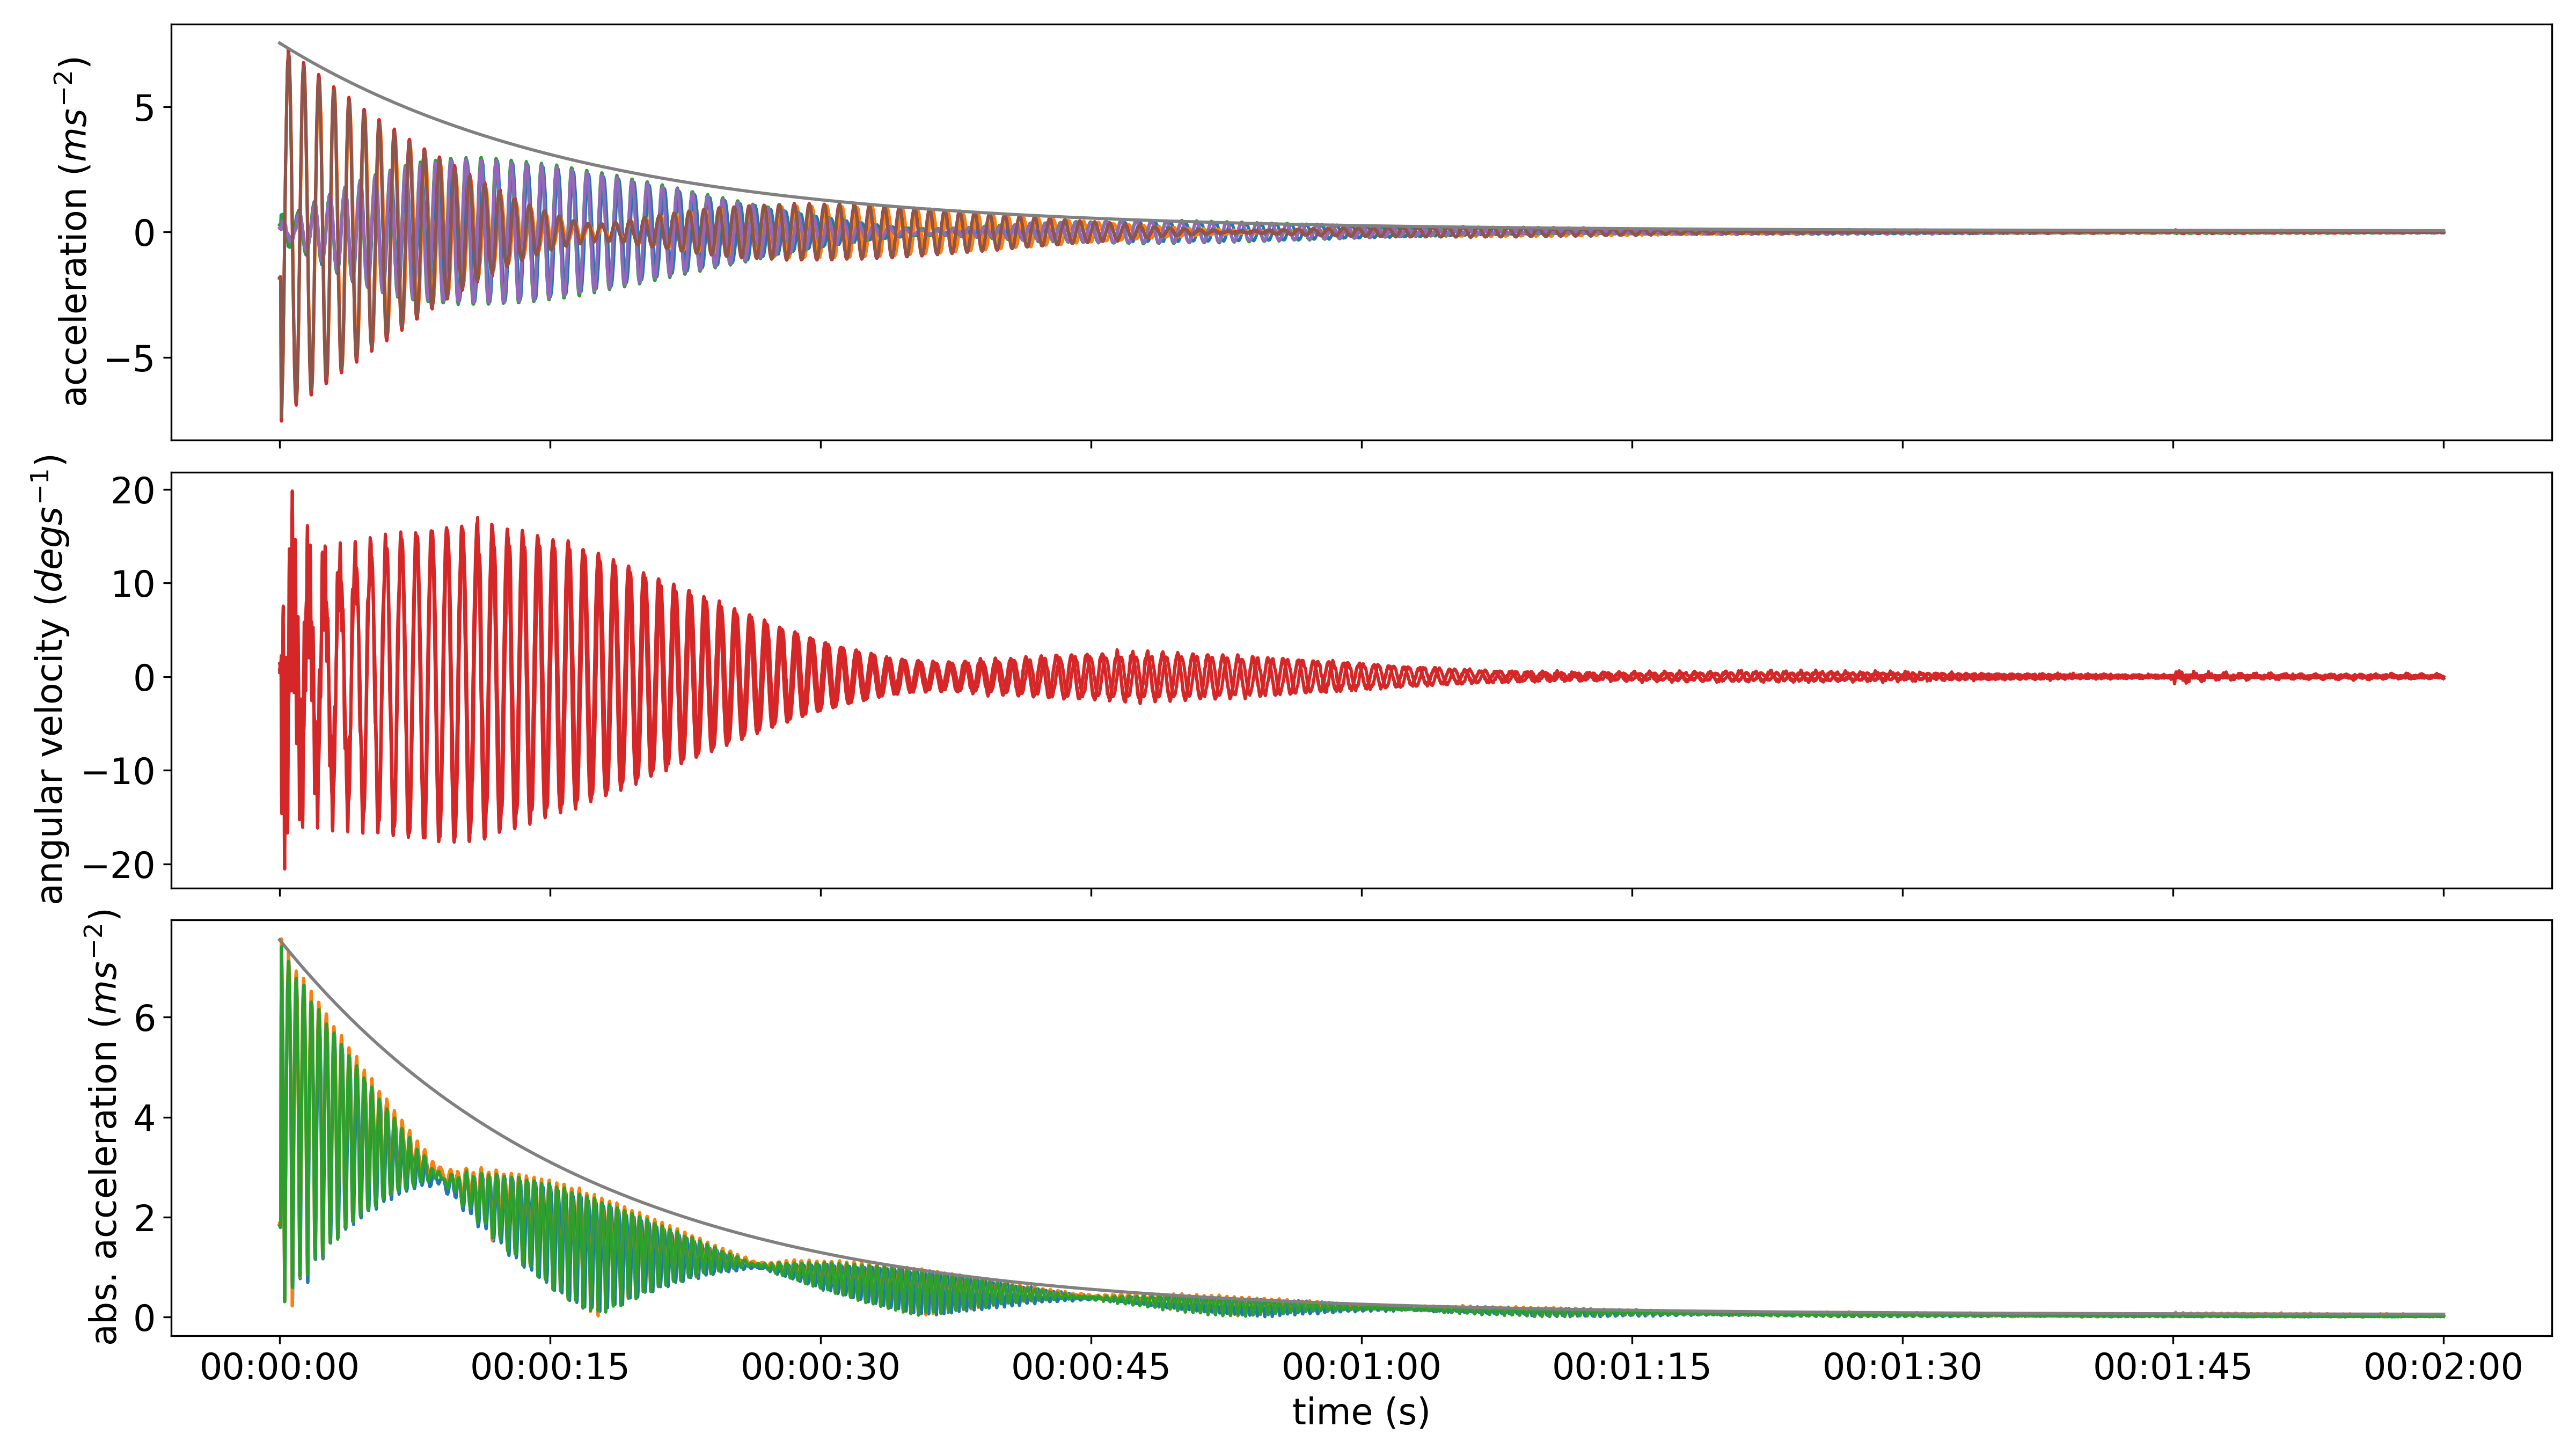 acceleration (ms⁻²)
5
0
−5
angular velocity (degs⁻¹)
20
10
0
−10
−20
abs. acceleration (ms⁻²)
6
4
2
0
00:00:00 00:00:15 00:00:30 00:00:45 00:01:00 00:01:15 00:01:30 00:01:45 00:02:00
time (s)